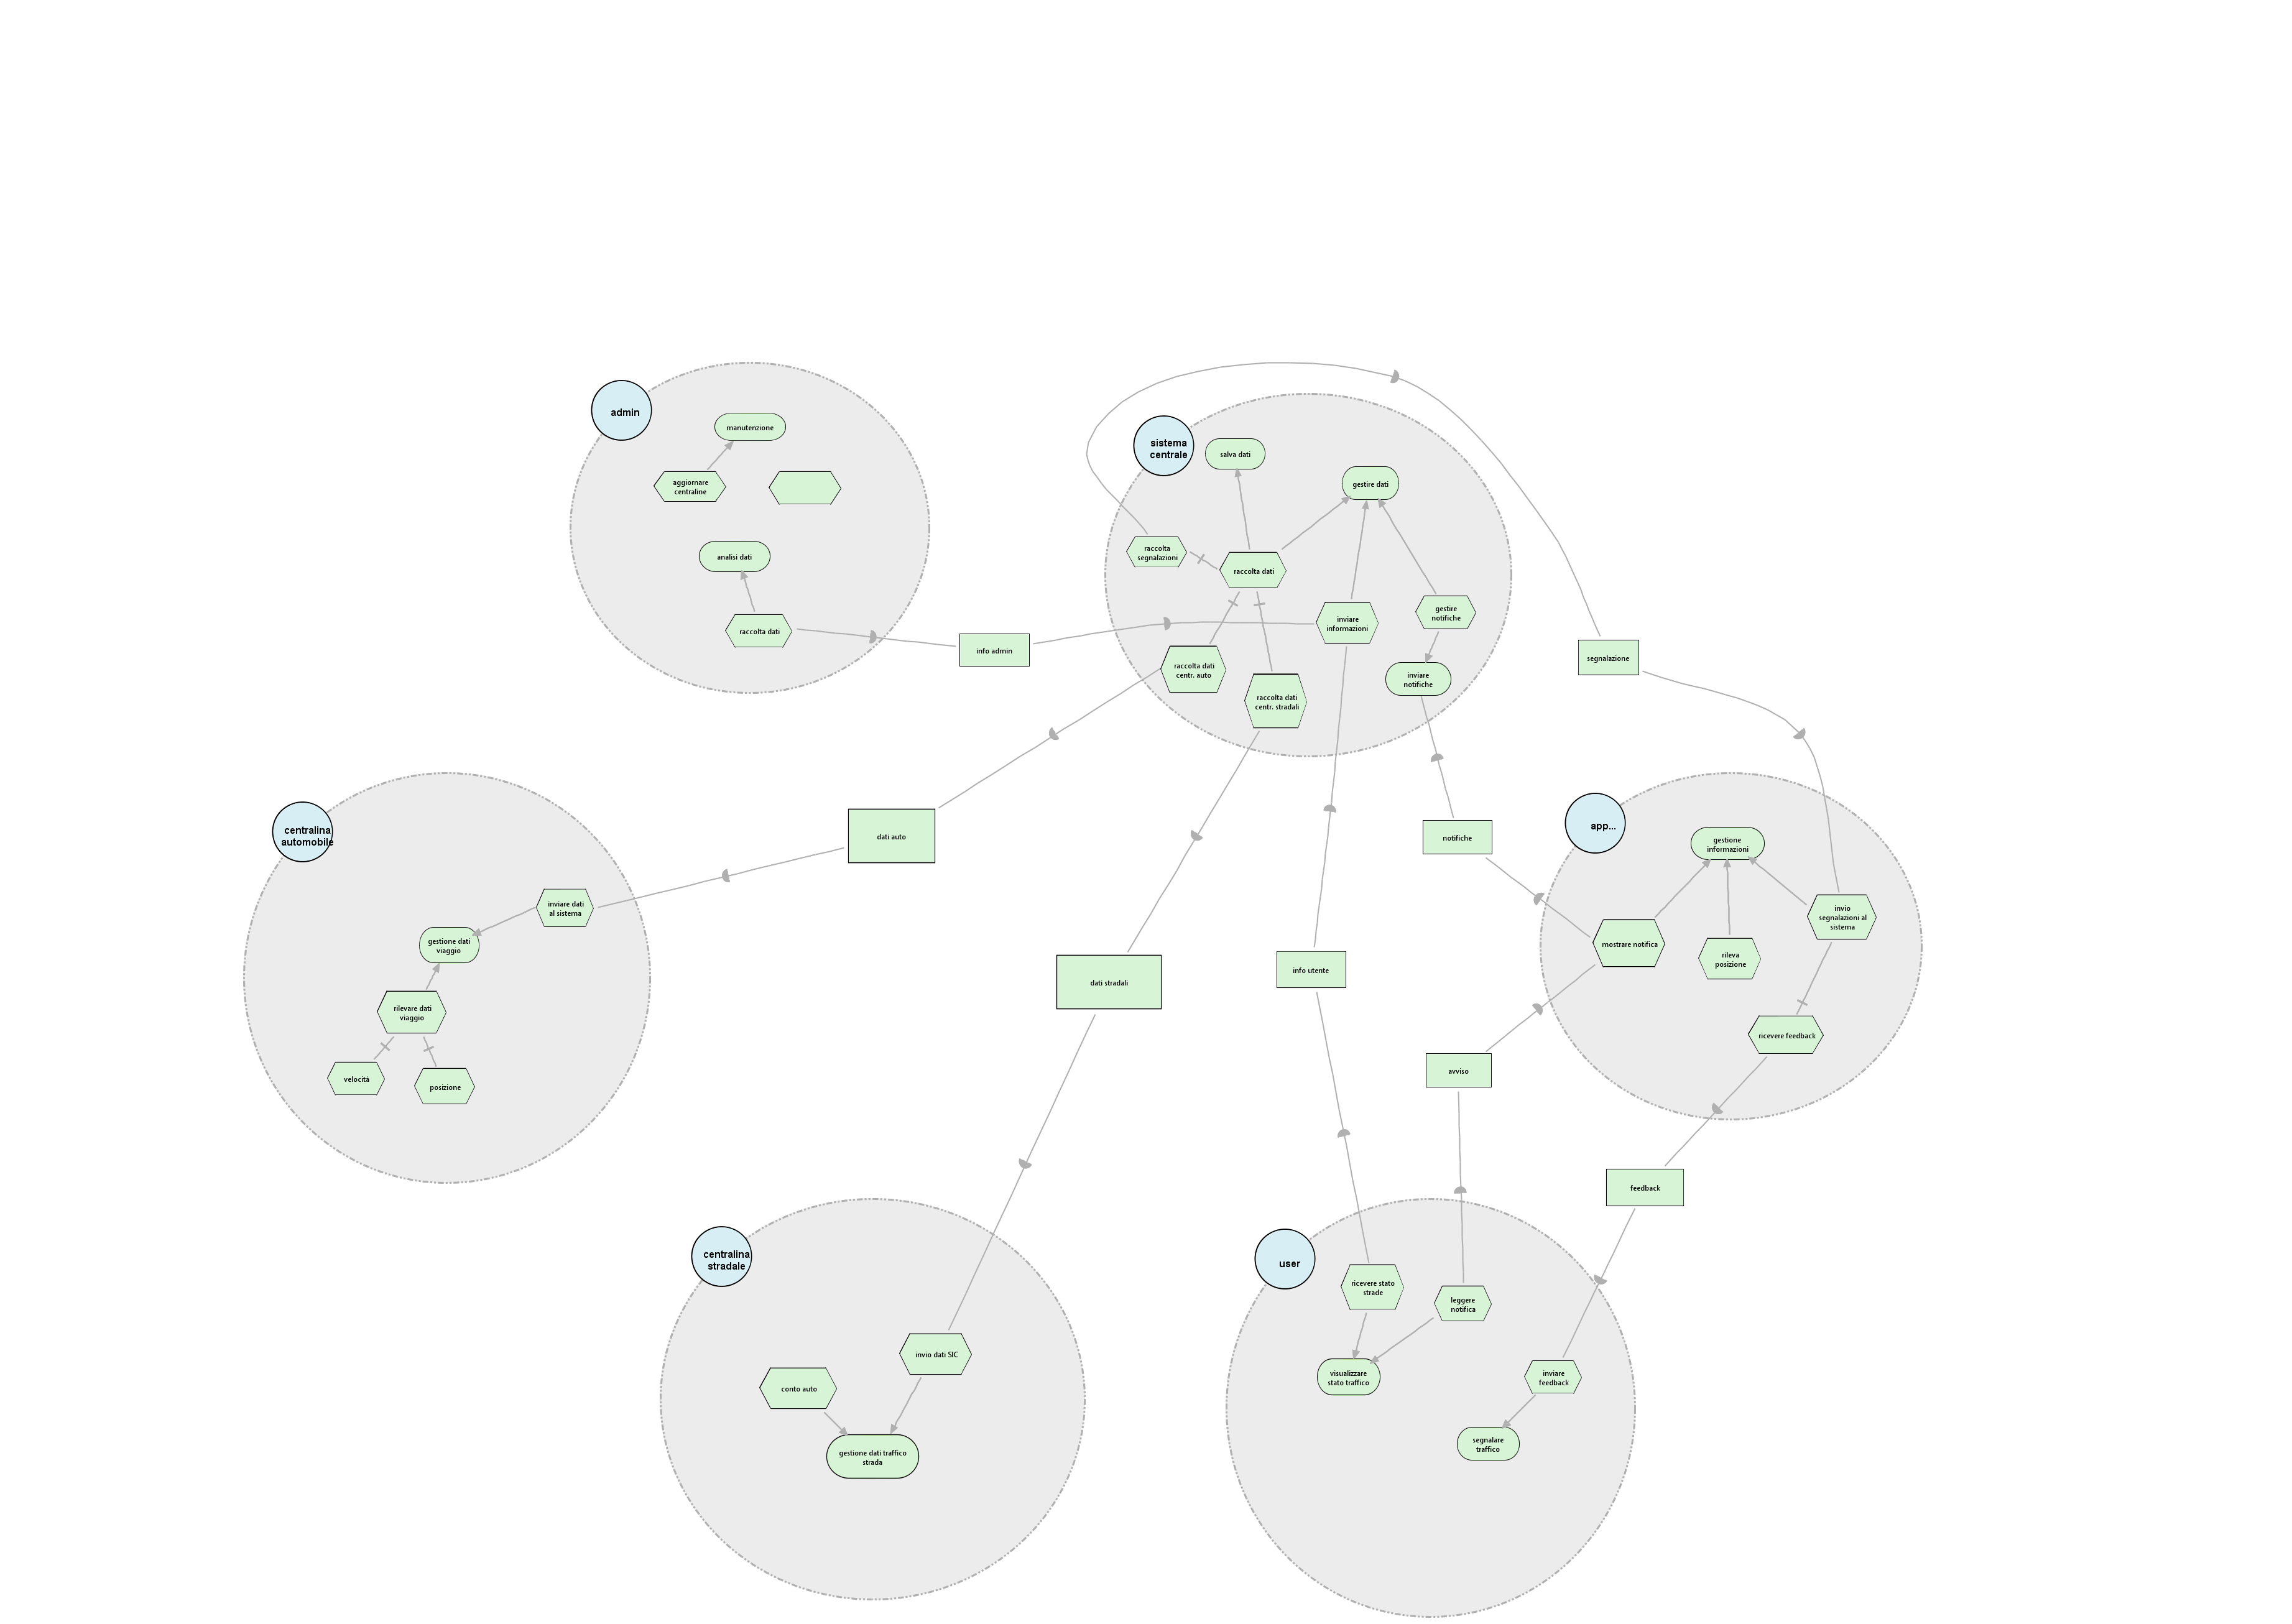 admin
manutenzione
aggiornare
centraline
analisi dati
raccolta dati
info admin
sistema
centrale
salva dati
gestire dati
raccolta
segnalazioni
raccolta dati
inviare
informazioni
gestire
notifiche
raccolta dati
centr. auto
raccolta dati
centr. stradali
inviare
notifiche
segnalazione
centralina
automobile
dati auto
inviare dati
al sistema
gestione dati
viaggio
rilevare dati
viaggio
velocità
posizione
notifiche
app...
gestione
informazioni
invio
segnalazioni al
sistema
mostrare notifica
rileva
posizione
ricevere feedback
dati stradali
info utente
avviso
feedback
centralina
stradale
invio dati SIC
conto auto
gestione dati traffico
strada
user
ricevere stato
strade
leggere
notifica
visualizzare
stato traffico
inviare
feedback
segnalare
traffico